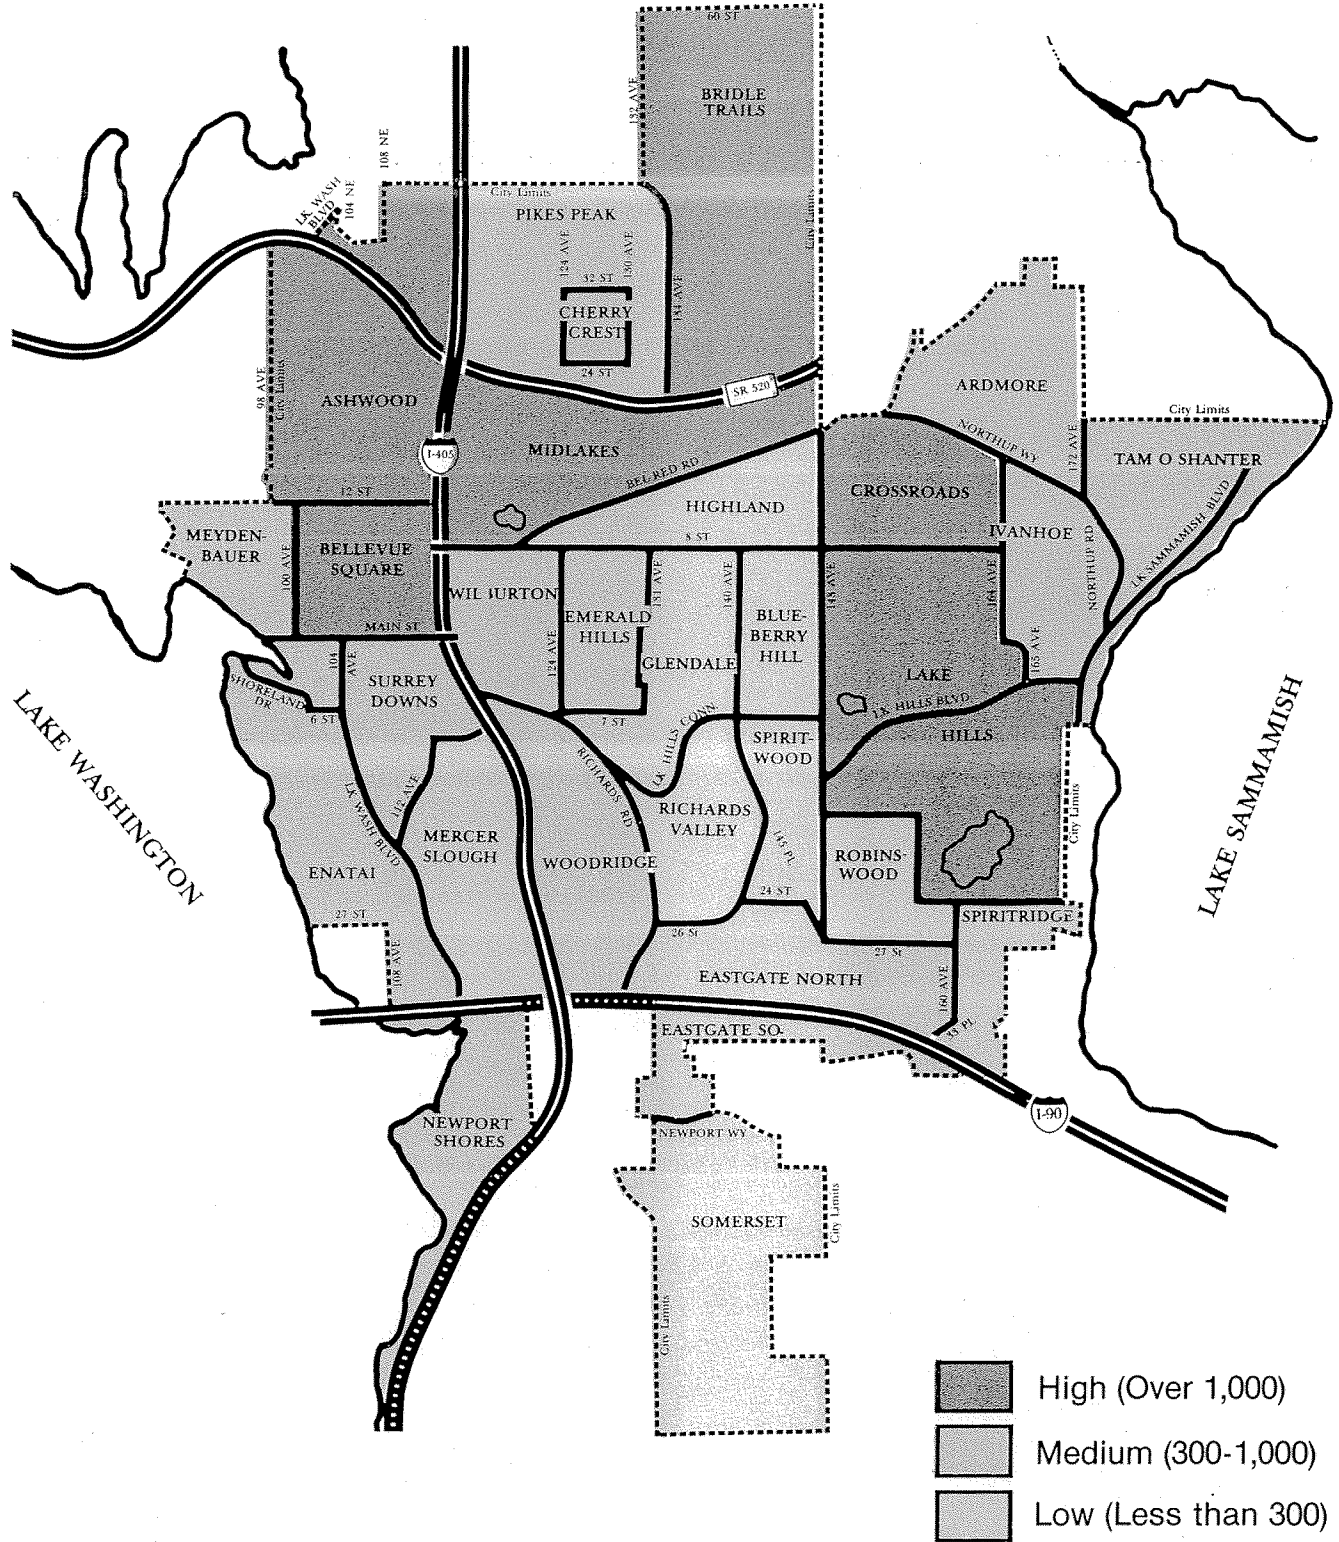 60 ST
132 AVE
BRIDLE
TRAILS
108 NE
104 NE
LK. WASH
BLVD
City Limits
PIKES PEAK
City Limits
124 AVE
130 AVE
32 ST
CHERRY
CREST
24 ST
134 AVE
SR 520
98 AVE
City Limits
ASHWOOD
I-405
MIDLAKES
BEL RED RD
ARDMORE
NORTHUP WY
172 AVE
City Limits
TAM O SHANTER
LK SAMMAMISH BLVD
12 ST
HIGHLAND
CROSSROADS
IVANHOE
NORTHUP RD
MEYDEN-
BAUER
100 AVE
BELLEVUE
SQUARE
8 ST
MAIN ST
WILBURTON
124 AVE
EMERALD
HILLS
131 AVE
GLENDALE
140 AVE
BLUE-
BERRY
HILL
148 AVE
164 AVE
165 AVE
LAKE
HILLS
LK HILLS BLVD
104
AVE
SHORELAND
DR
6 ST
SURREY
DOWNS
7 ST
LK HILLS CONN.
SPIRIT-
WOOD
RICHARDS RD
RICHARDS
VALLEY
145 PL
112 AVE
LK WASH BLVD
MERCER
SLOUGH
WOODRIDGE
ENATAI
27 ST
108 AVE
24 ST
26 St
ROBINS-
WOOD
27 St
City Limits
SPIRITRIDGE
EASTGATE NORTH
160 AVE
33 PL
EASTGATE SO.
I-90
NEWPORT
SHORES
NEWPORT WY
SOMERSET
City Limits
City Limits
LAKE WASHINGTON
LAKE SAMMAMISH
High (Over 1,000)
Medium (300-1,000)
Low (Less than 300)